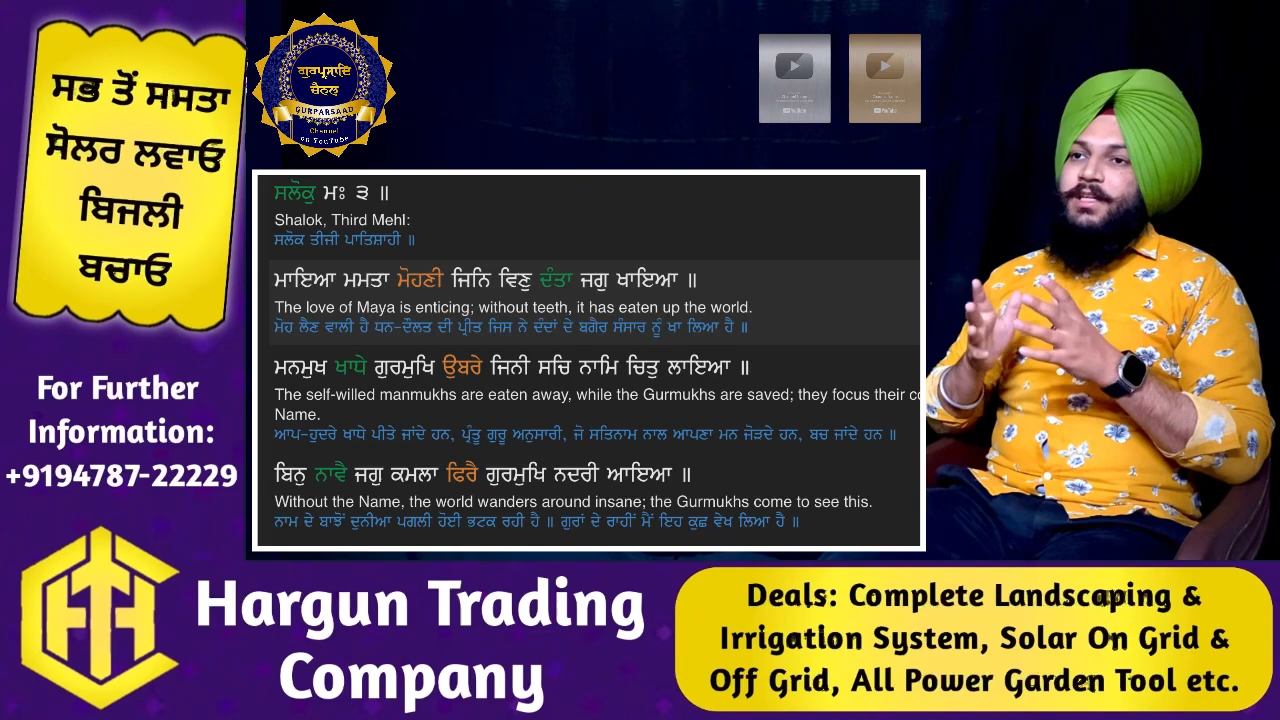 ਸਭ ਤੋਂ ਸਸਤਾ
ਸੋਲਰ ਲਵਾਓ
ਬਿਜਲੀ
ਬਚਾਓ
For Further
Information:
+9194787-22229
ਗੁਰਪ੍ਰਸਾਦਿ
ਚੈਨਲ
GURPARSAAD
Channel
on YouTube
ਸਲੋਕੁ ਮਃ ੩ ॥
Shalok, Third Mehl:
ਸਲੋਕ ਤੀਜੀ ਪਾਤਿਸ਼ਾਹੀ ॥
ਮਾਇਆ ਮਮਤਾ ਮੋਹਣੀ ਜਿਨਿ ਵਿਣੁ ਦੰਤਾ ਜਗੁ ਖਾਇਆ ॥
The love of Maya is enticing; without teeth, it has eaten up the world.
ਮੋਹ ਲੈਣ ਵਾਲੀ ਹੈ ਧਨ-ਦੌਲਤ ਦੀ ਪ੍ਰੀਤ ਜਿਸ ਨੇ ਦੰਦਾਂ ਦੇ ਬਗੈਰ ਸੰਸਾਰ ਨੂੰ ਖਾ ਲਿਆ ਹੈ ॥
ਮਨਮੁਖ ਖਾਧੇ ਗੁਰਮੁਖਿ ਉਬਰੇ ਜਿਨੀ ਸਚਿ ਨਾਮਿ ਚਿਤੁ ਲਾਇਆ ॥
The self-willed manmukhs are eaten away, while the Gurmukhs are saved; they focus their co
Name.
ਆਪ-ਹੁਦਰੇ ਖਾਧੇ ਪੀਤੇ ਜਾਂਦੇ ਹਨ, ਪ੍ਰੰਤੂ ਗੁਰੂ ਅਨੁਸਾਰੀ, ਜੋ ਸਤਿਨਾਮ ਨਾਲ ਆਪਣਾ ਮਨ ਜੋੜਦੇ ਹਨ, ਬਚ ਜਾਂਦੇ ਹਨ ॥
ਬਿਨੁ ਨਾਵੈ ਜਗੁ ਕਮਲਾ ਫਿਰੈ ਗੁਰਮੁਖਿ ਨਦਰੀ ਆਇਆ ॥
Without the Name, the world wanders around insane; the Gurmukhs come to see this.
ਨਾਮ ਦੇ ਬਾਝੋਂ ਦੁਨੀਆ ਪਗਲੀ ਹੋਈ ਭਟਕ ਰਹੀ ਹੈ ॥ ਗੁਰਾਂ ਦੇ ਰਾਹੀਂ ਮੈਂ ਇਹ ਕੁਛ ਵੇਖ ਲਿਆ ਹੈ ॥
Hargun Trading
Company
Deals: Complete Landscaping &
Irrigation System, Solar On Grid &
Off Grid, All Power Garden Tool etc.